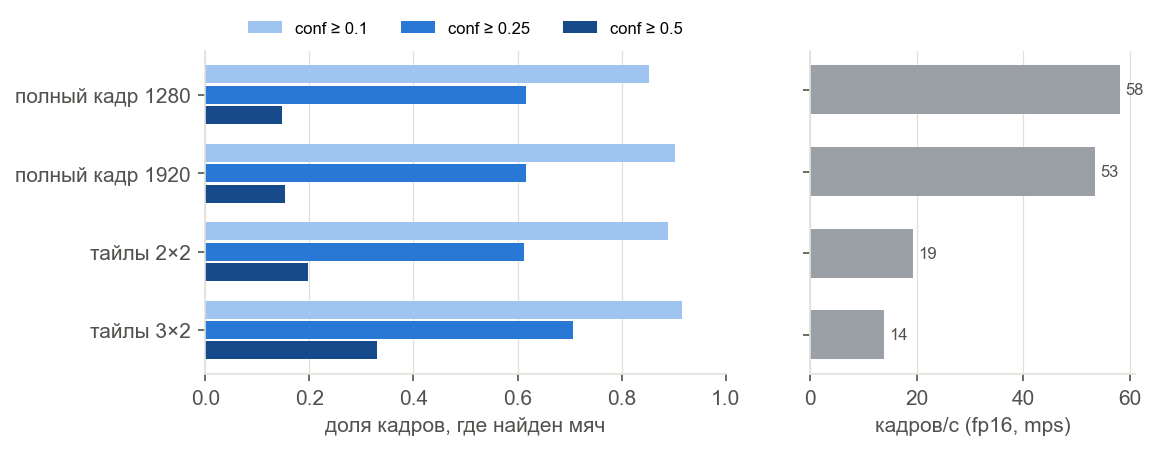 conf ≥ 0.1 conf ≥ 0.25 conf ≥ 0.5
полный кадр 1280
полный кадр 1920
тайлы 2×2
тайлы 3×2
0.0 0.2 0.4 0.6 0.8 1.0
доля кадров, где найден мяч
58
53
19
14
0 20 40 60
кадров/с (fp16, mps)